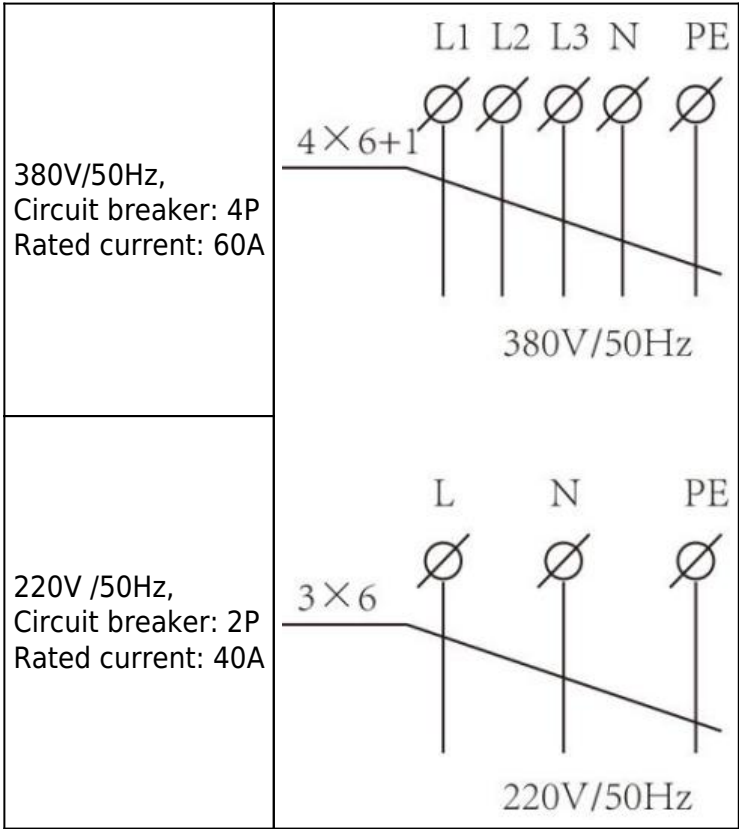 380V/50Hz,
Circuit breaker: 4P
Rated current: 60A
L1 L2 L3 N PE
4×6+1
380V/50Hz
220V /50Hz,
Circuit breaker: 2P
Rated current: 40A
L N PE
3×6
220V/50Hz